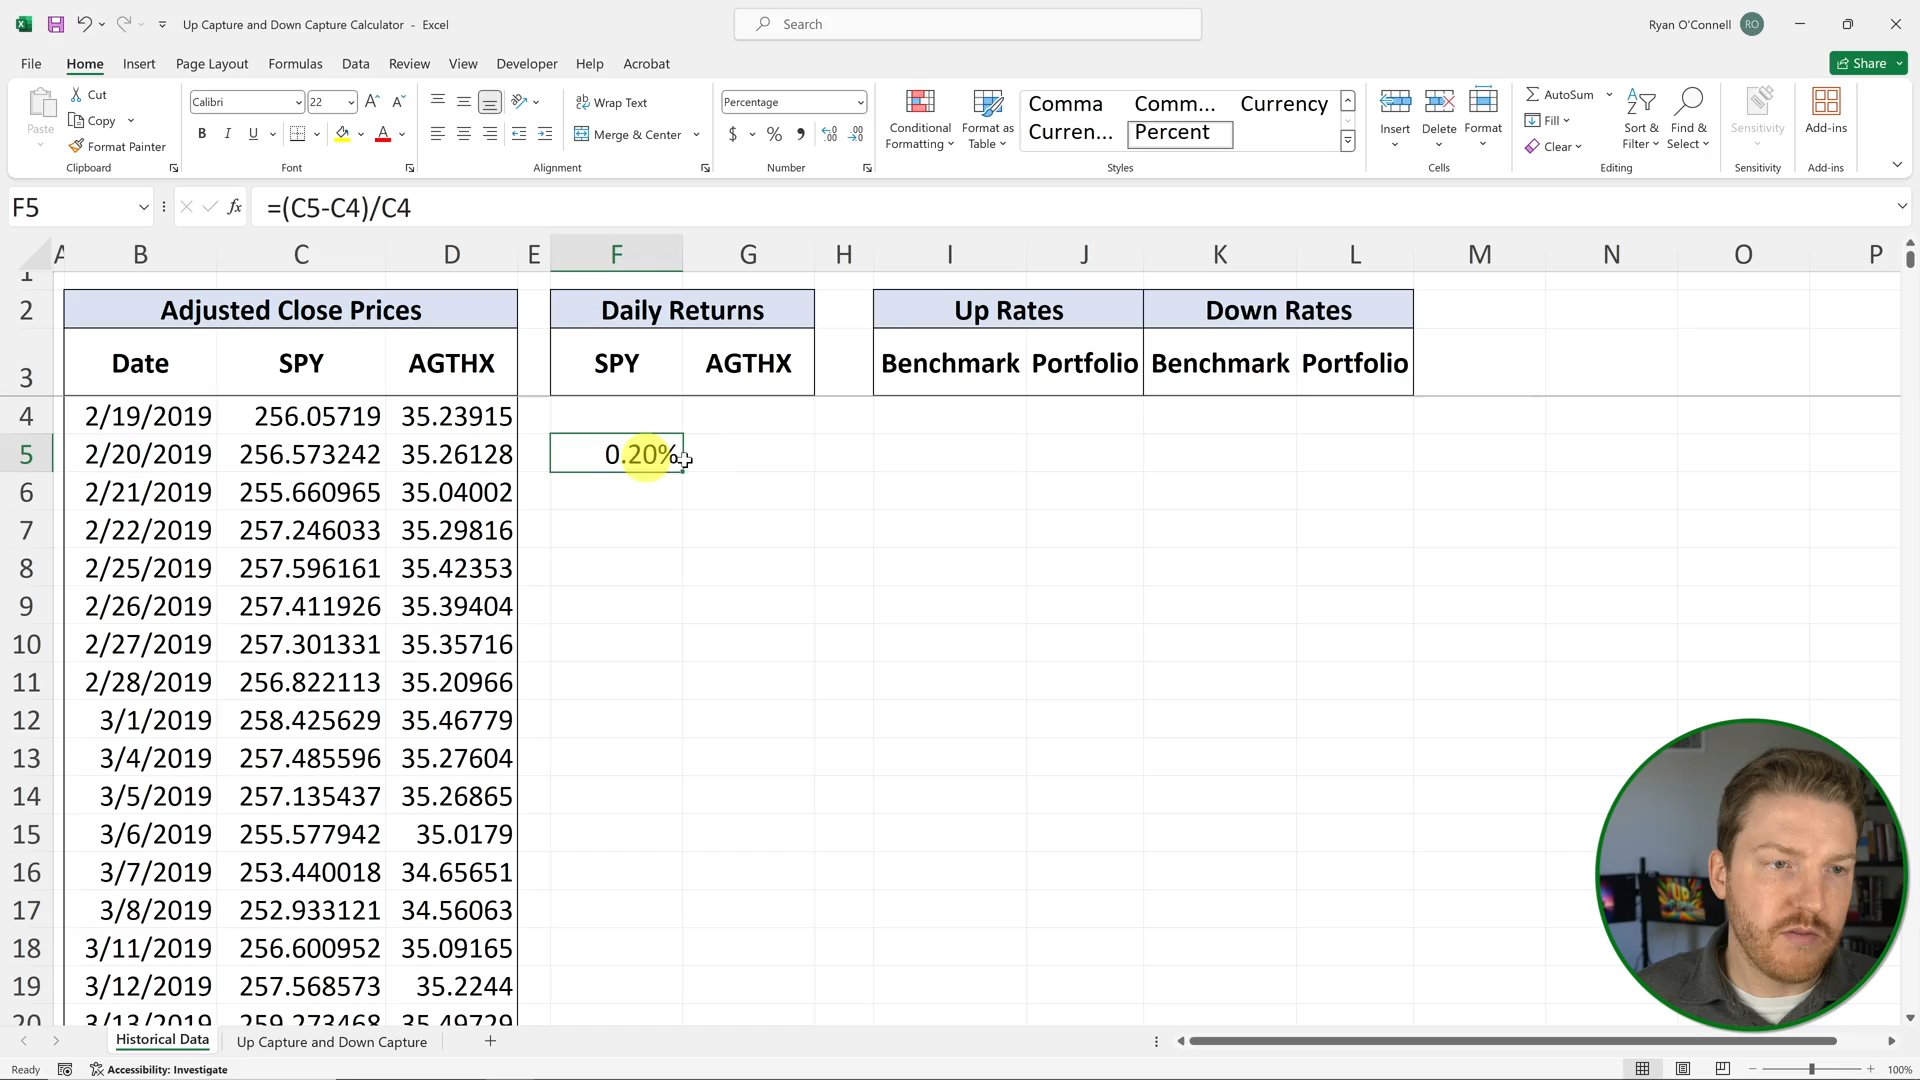 Up Capture and Down Capture Calculator - Excel
Search
Ryan O'Connell
RO
File Home Insert Page Layout Formulas Data Review View Developer Help Acrobat
Share
Paste
Cut
Copy
Format Painter
Clipboard
Calibri 22
B I U
Font
Wrap Text
Merge & Center
Alignment
Percentage
$ % ,
Number
Conditional Formatting
Format as Table
Comma Comm... Currency
Curren... Percent
Styles
Insert Delete Format
Cells
AutoSum
Fill
Clear
Sort & Filter
Find & Select
Editing
Sensitivity
Sensitivity
Add-ins
Add-ins
F5 fx =(C5-C4)/C4
A B C D E F G H I J K L M N O P
1
2 Adjusted Close Prices Daily Returns Up Rates Down Rates
3 Date SPY AGTHX SPY AGTHX Benchmark Portfolio Benchmark Portfolio
4 2/19/2019 256.05719 35.23915
5 2/20/2019 256.573242 35.26128 0.20%
6 2/21/2019 255.660965 35.04002
7 2/22/2019 257.246033 35.29816
8 2/25/2019 257.596161 35.42353
9 2/26/2019 257.411926 35.39404
10 2/27/2019 257.301331 35.35716
11 2/28/2019 256.822113 35.20966
12 3/1/2019 258.425629 35.46779
13 3/4/2019 257.485596 35.27604
14 3/5/2019 257.135437 35.26865
15 3/6/2019 255.577942 35.0179
16 3/7/2019 253.440018 34.65651
17 3/8/2019 252.933121 34.56063
18 3/11/2019 256.600952 35.09165
19 3/12/2019 257.568573 35.2244
20 3/13/2019 259.273468 35.49729
Historical Data Up Capture and Down Capture
Ready Accessibility: Investigate 100%